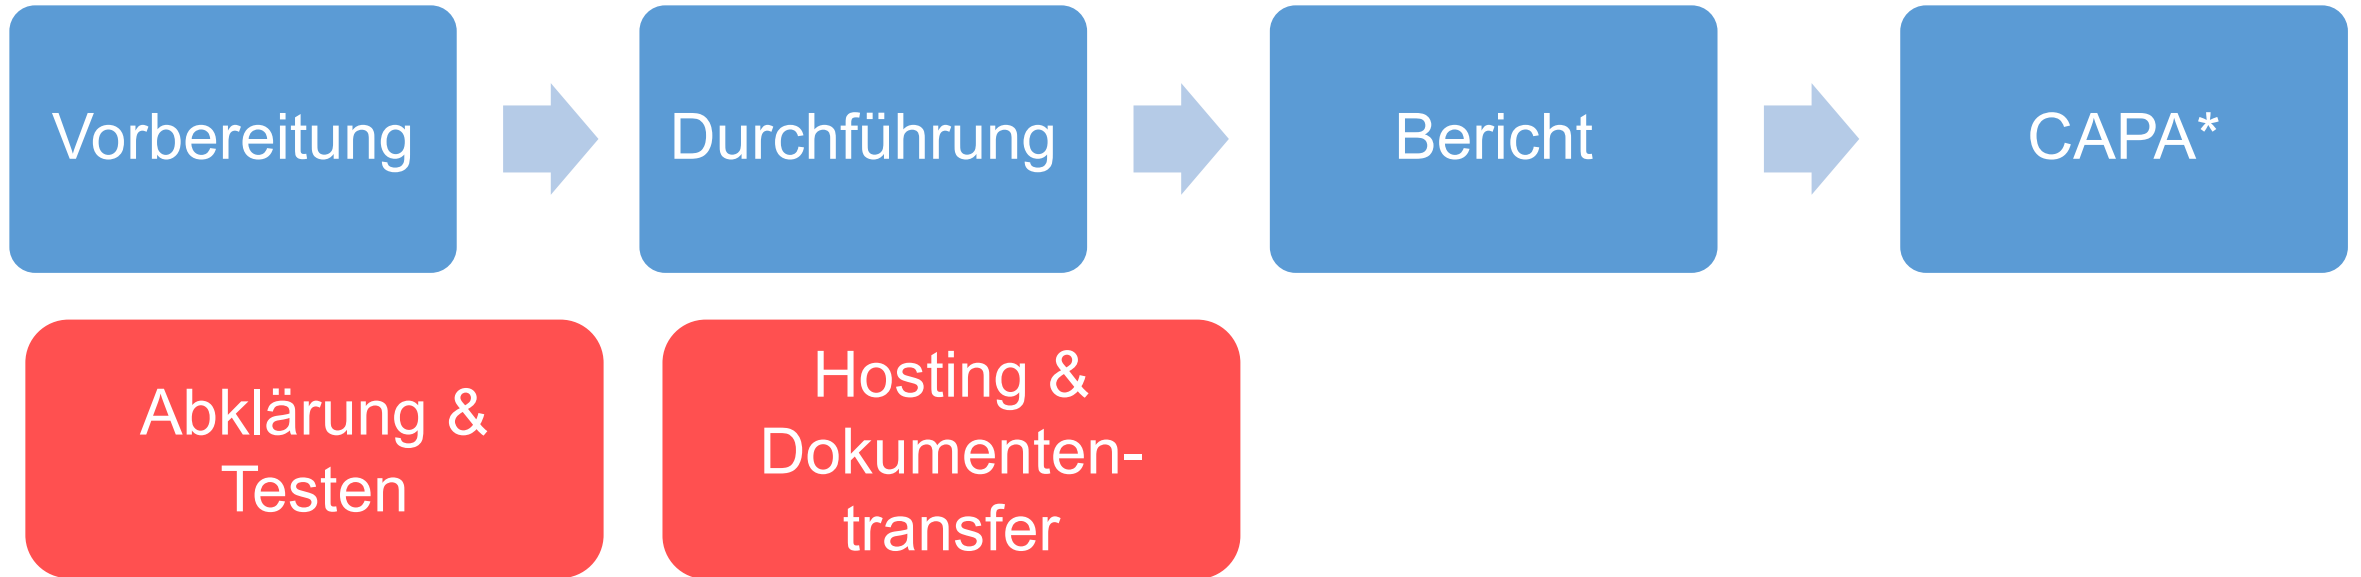 Vorbereitung
Durchführung
Bericht
CAPA*
Abklärung &
Testen
Hosting &
Dokumenten-
transfer